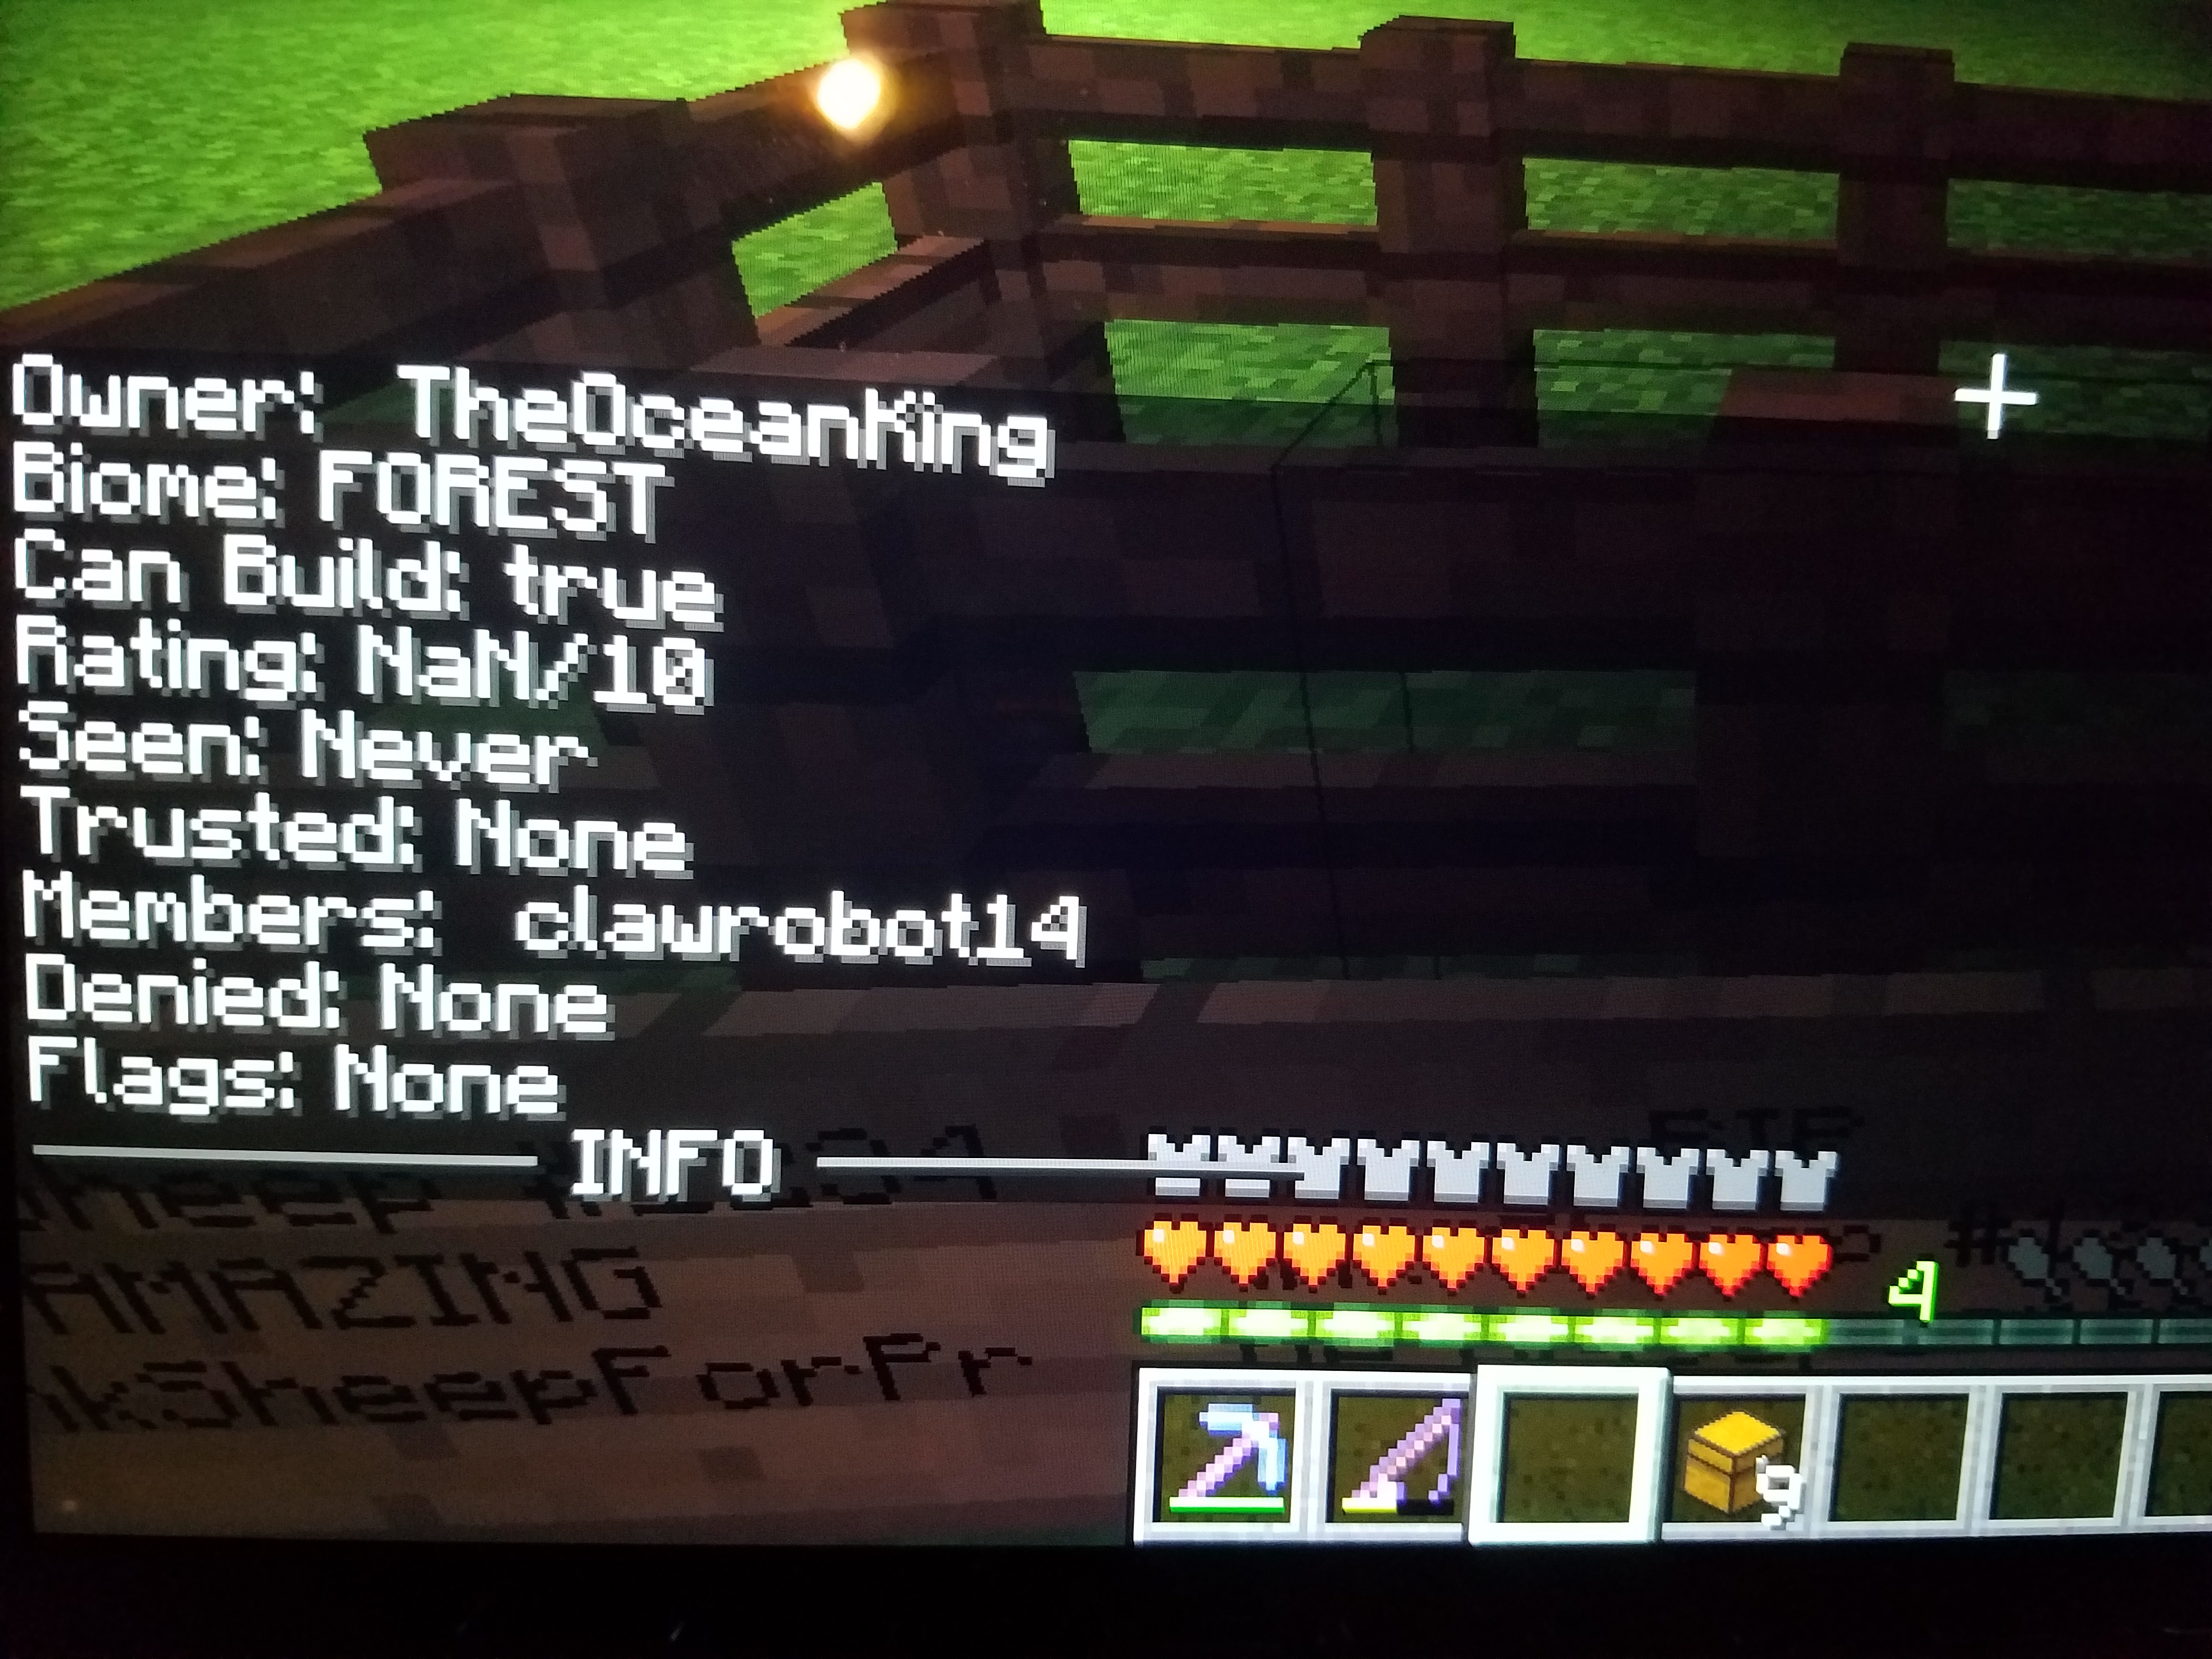 Owner: TheOceanKing
Biome: FOREST
Can Build: true
Rating: NaN/10
Seen: Never
Trusted: None
Members: clawrobot14
Denied: None
Flags: None
INFO
AMAZING
4
9